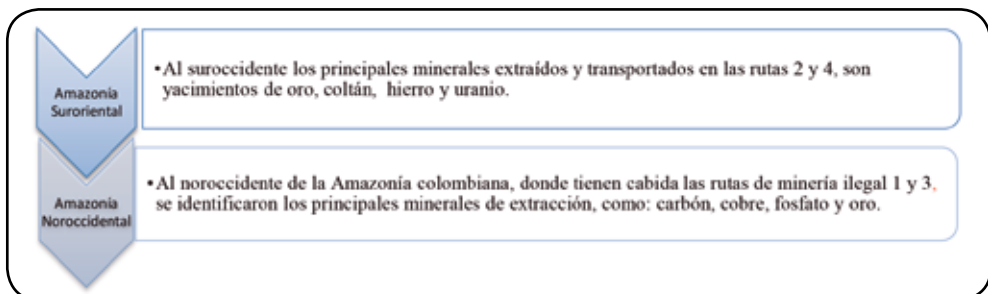 Amazonia
Suroriental
•Al suroccidente los principales minerales extraídos y transportados en las rutas 2 y 4, son
yacimientos de oro, coltán, hierro y uranio.
Amazonia
Noroccidental
•Al noroccidente de la Amazonía colombiana, donde tienen cabida las rutas de minería ilegal 1 y 3,
se identificaron los principales minerales de extracción, como: carbón, cobre, fosfato y oro.